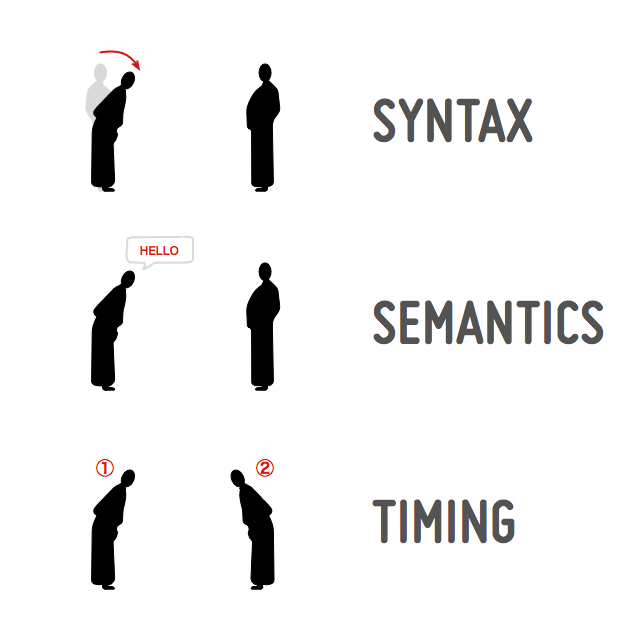 SYNTAX
HELLO
SEMANTICS
① ②
TIMING